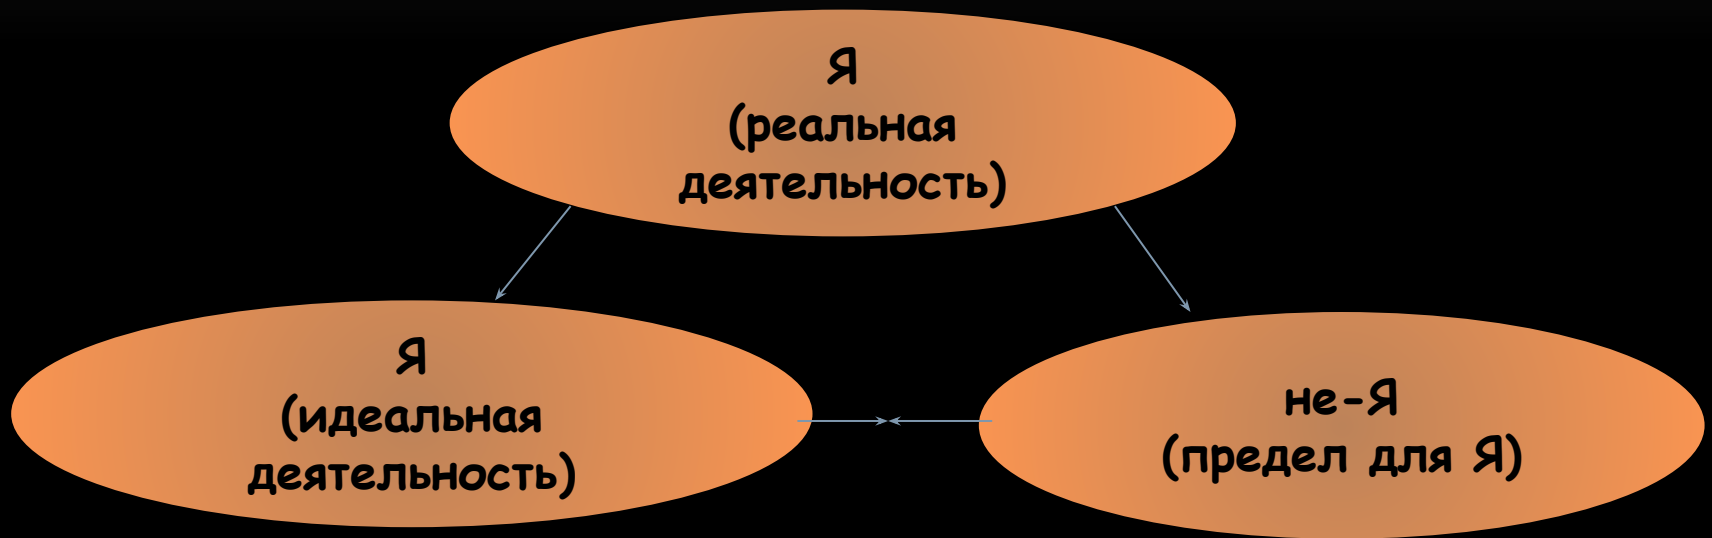 Я
(реальная
деятельность)
Я
(идеальная
деятельность)
не-Я
(предел для Я)